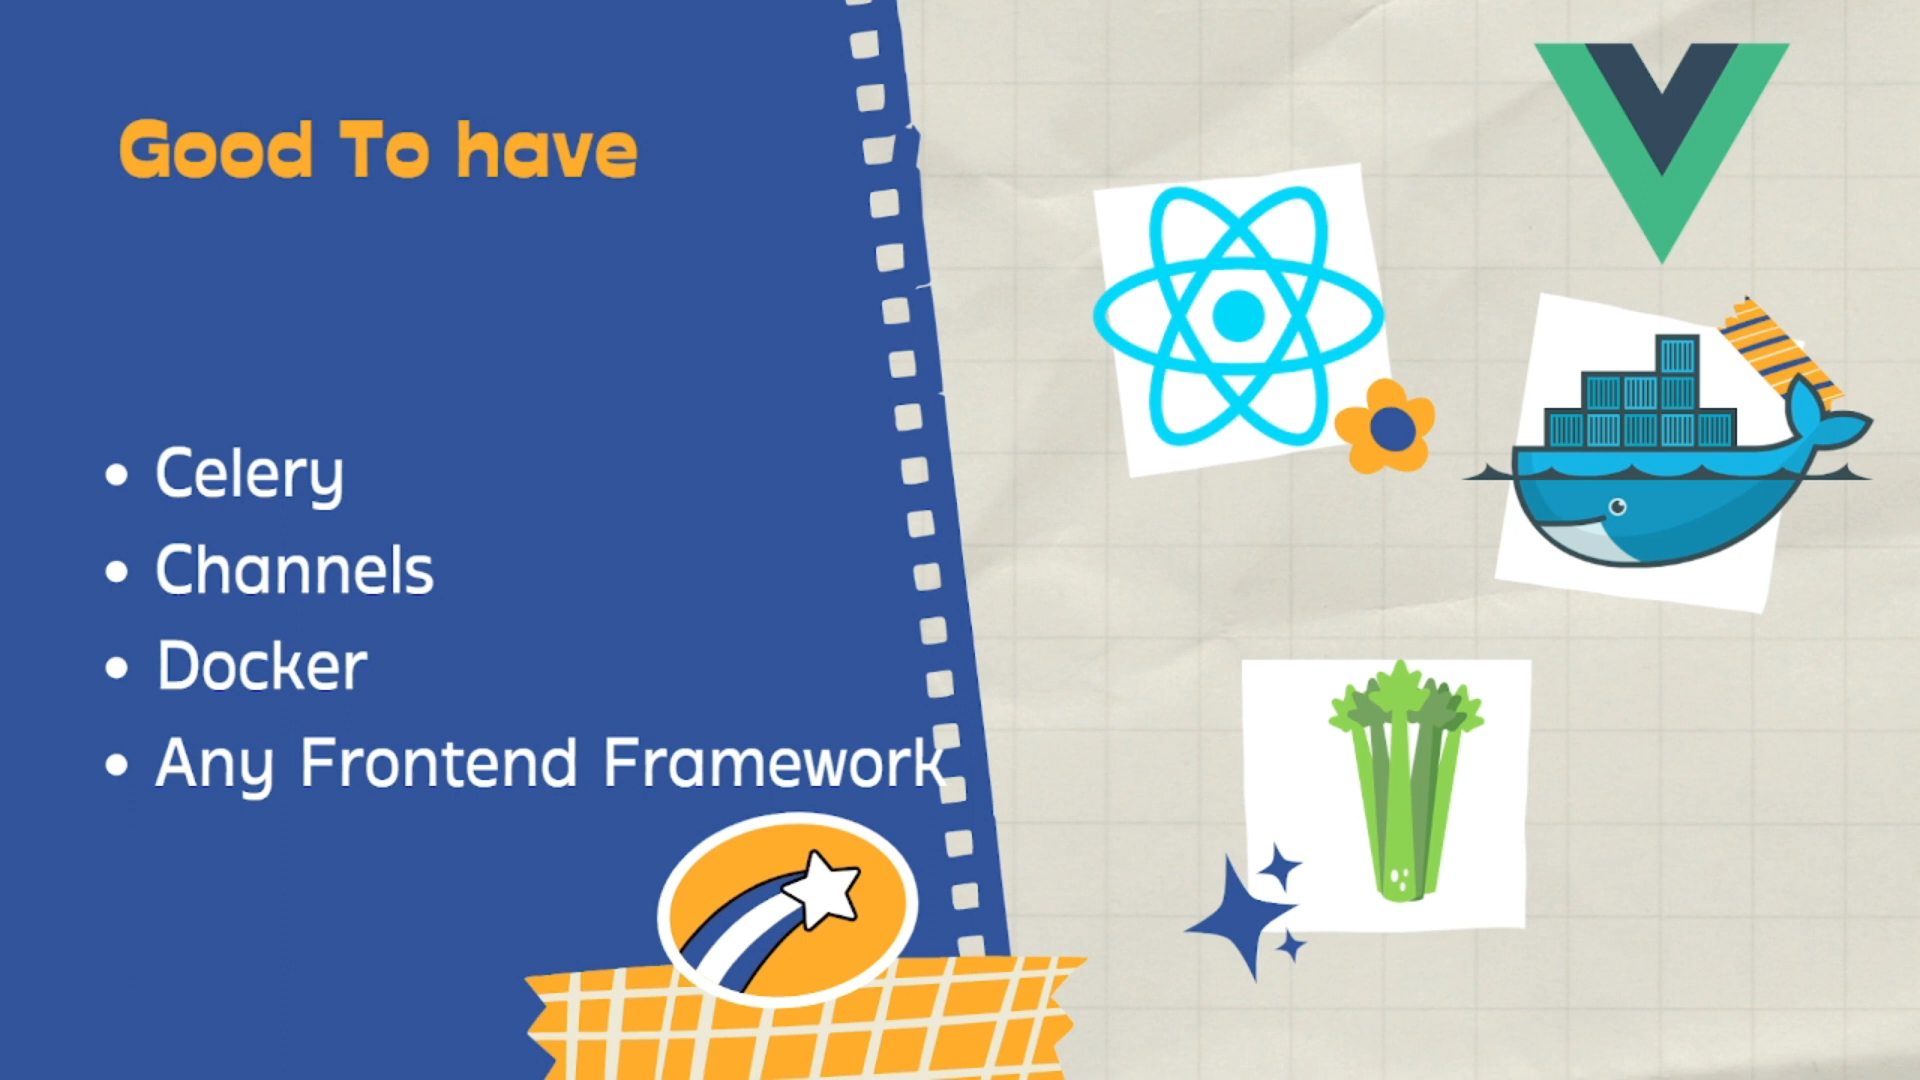 Good To have
• Celery
• Channels
• Docker
• Any Frontend Framework